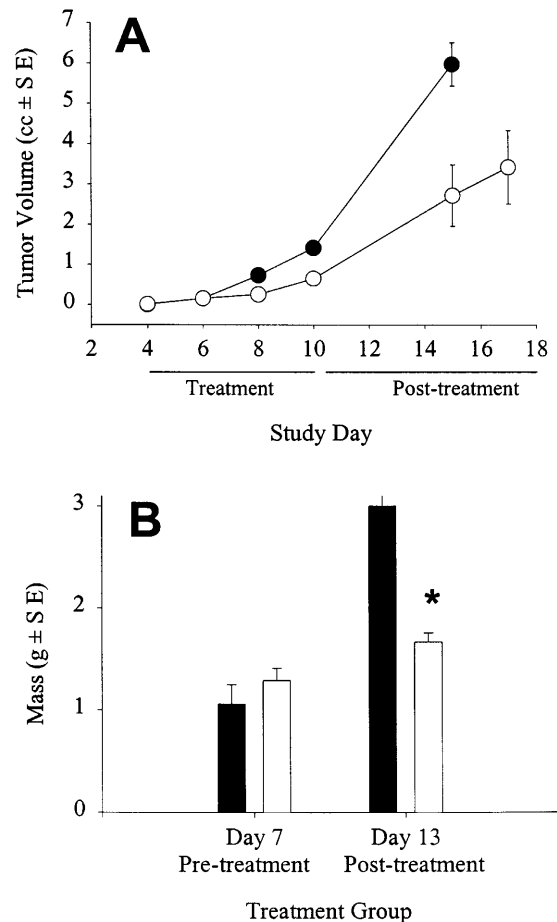 A
Tumor Volume (cc ± S E)
7
6
5
4
3
2
1
0
2 4 6 8 10 12 14 16 18
Treatment Post-treatment
Study Day
B
Mass (g ± S E)
3
2
1
0
*
Day 7 Day 13
Pre-treatment Post-treatment
Treatment Group